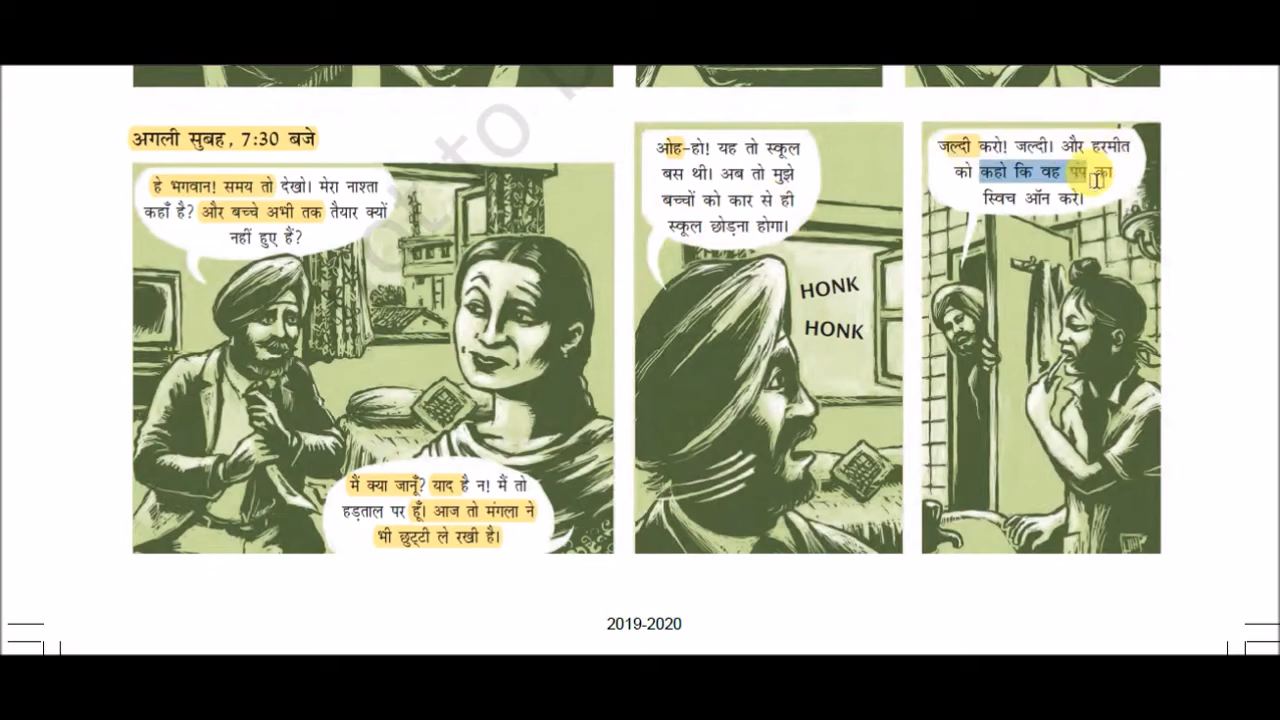 अगली सुबह, 7:30 बजे
हे भगवान! समय तो देखो। मेरा नाश्ता
कहाँ है? और बच्चे अभी तक तैयार क्यों
नहीं हुए हैं?
मैं क्या जानूँ? याद है न! मैं तो
हड़ताल पर हूँ। आज तो मंगला ने
भी छुट्टी ले रखी है।
ओह-हो! यह तो स्कूल
बस थी। अब तो मुझे
बच्चों को कार से ही
स्कूल छोड़ना होगा।
HONK
HONK
जल्दी करो! जल्दी। और हरमीत
को कहो कि वह पंप का
स्विच ऑन करे।
2019-2020